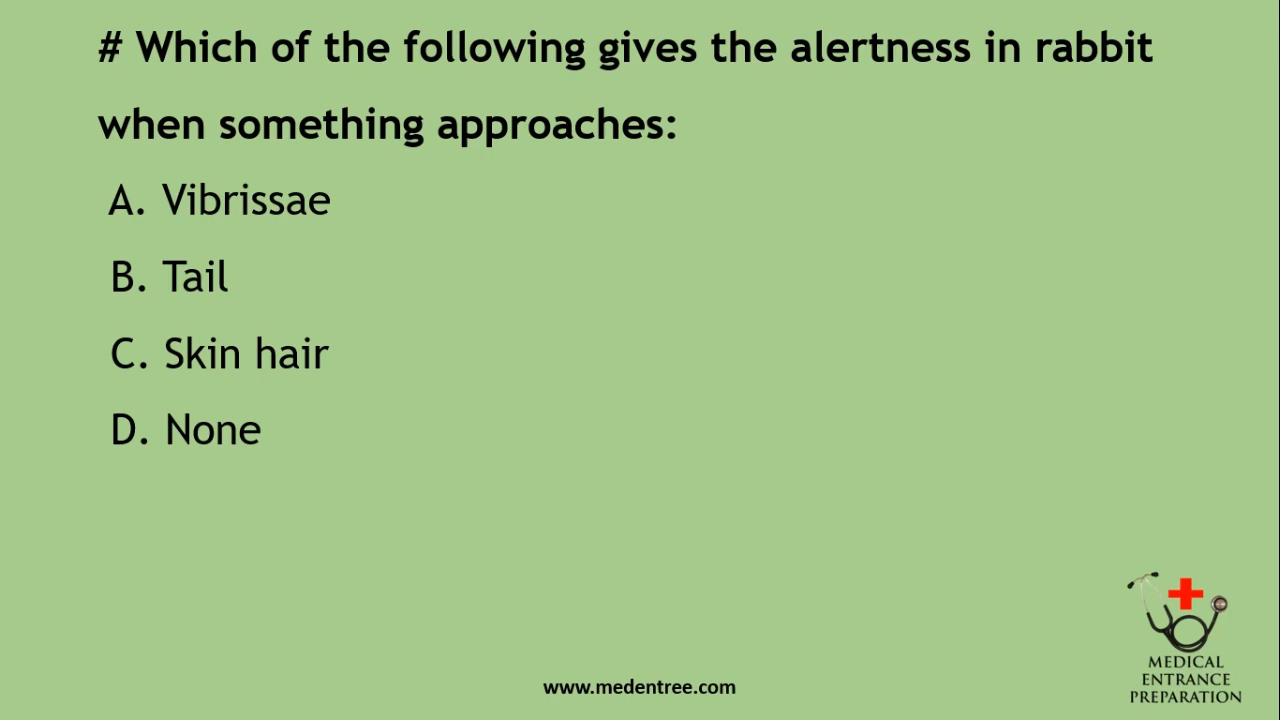 # Which of the following gives the alertness in rabbit
when something approaches:
A. Vibrissae
B. Tail
C. Skin hair
D. None
MEDICAL
ENTRANCE
PREPARATION
www.medentree.com